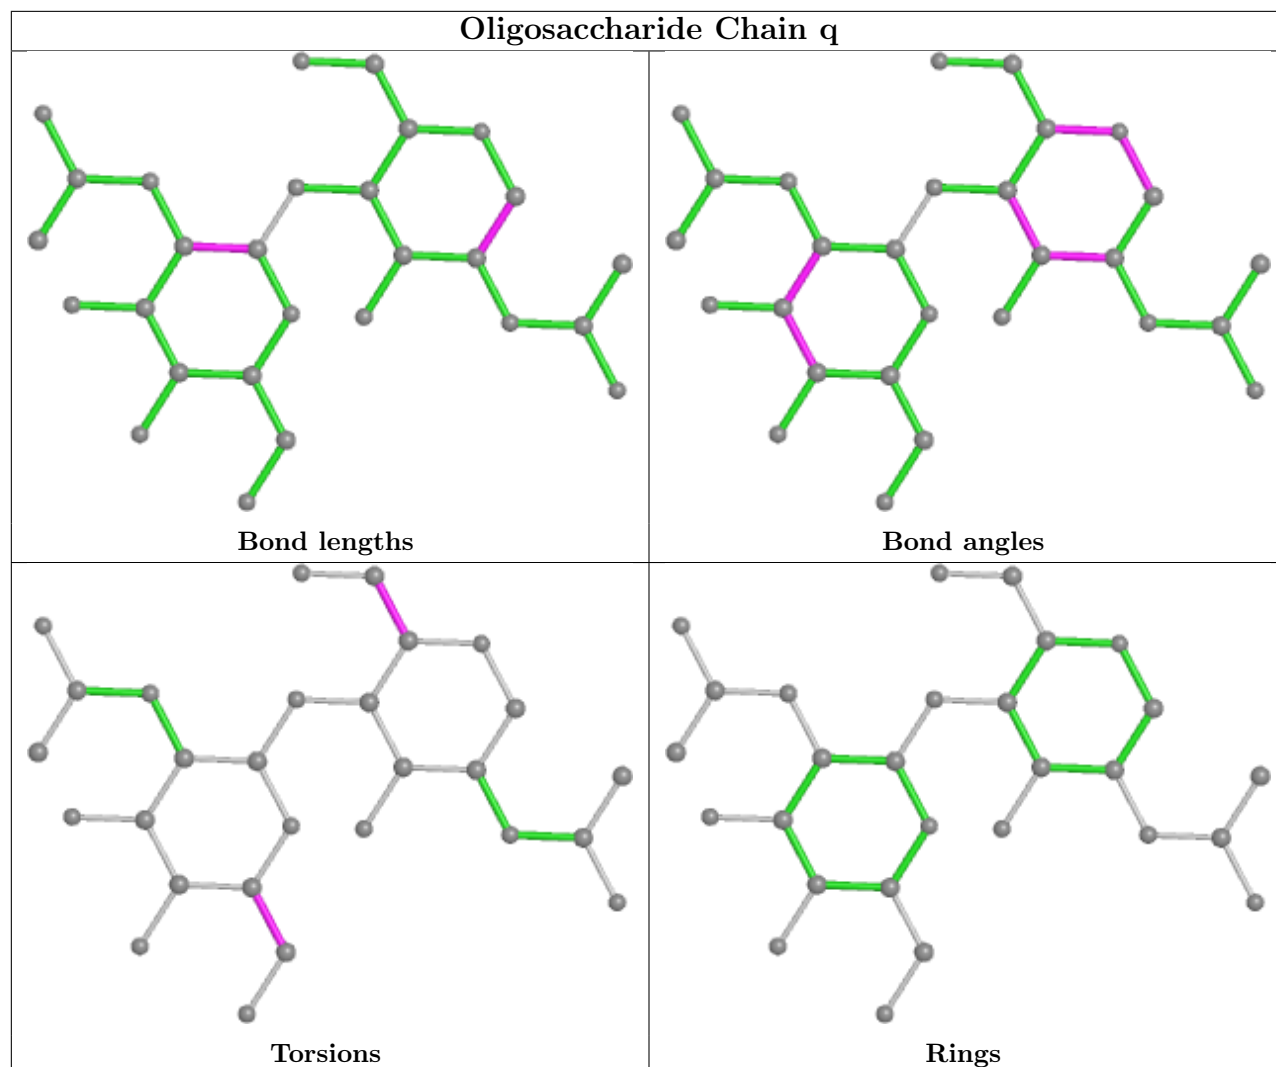 Oligosaccharide Chain q
Bond lengths
Bond angles
Torsions
Rings